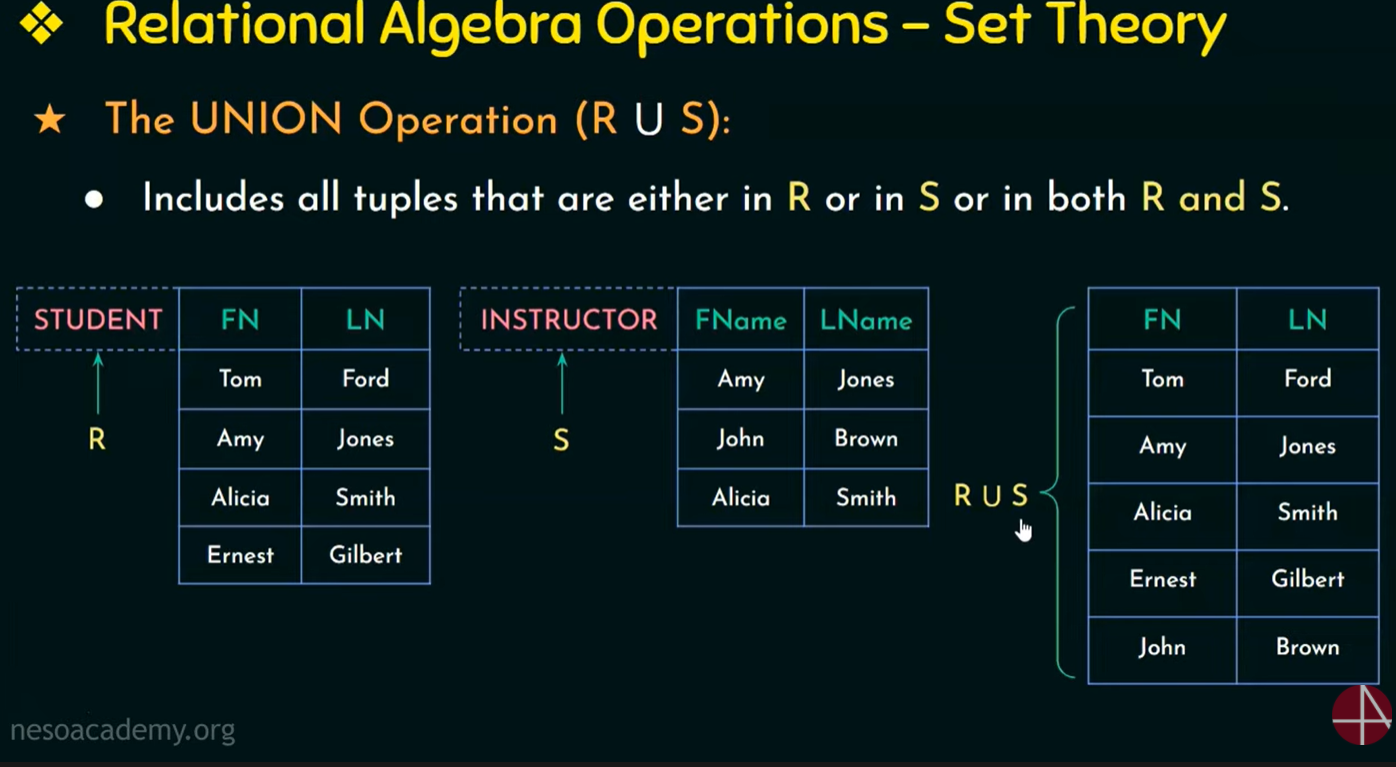 ❖ Relational Algebra Operations – Set Theory
★ The UNION Operation (R U S):
● Includes all tuples that are either in R or in S or in both R and S.
STUDENT FN LN
Tom Ford
Amy Jones
Alicia Smith
Ernest Gilbert
R
INSTRUCTOR FName LName
Amy Jones
John Brown
Alicia Smith
S
R U S
FN LN
Tom Ford
Amy Jones
Alicia Smith
Ernest Gilbert
John Brown
nesoacademy.org